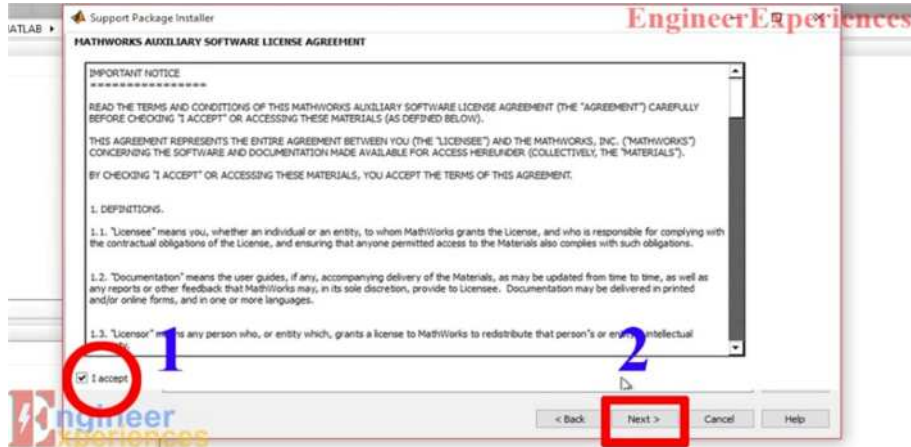 Support Package Installer
EngineerExperiences
MATLAB
MATHWORKS AUXILIARY SOFTWARE LICENSE AGREEMENT
IMPORTANT NOTICE
================
READ THE TERMS AND CONDITIONS OF THIS MATHWORKS AUXILIARY SOFTWARE LICENSE AGREEMENT (THE "AGREEMENT") CAREFULLY
BEFORE CHECKING "I ACCEPT" OR ACCESSING THESE MATERIALS (AS DEFINED BELOW).
THIS AGREEMENT REPRESENTS THE ENTIRE AGREEMENT BETWEEN YOU (THE "LICENSEE") AND THE MATHWORKS, INC. ("MATHWORKS")
CONCERNING THE SOFTWARE AND DOCUMENTATION MADE AVAILABLE FOR ACCESS HEREUNDER (COLLECTIVELY, THE "MATERIALS").
BY CHECKING "I ACCEPT" OR ACCESSING THESE MATERIALS, YOU ACCEPT THE TERMS OF THIS AGREEMENT.
1. DEFINITIONS.
1.1. "Licensee" means you, whether an individual or an entity, to whom MathWorks grants the License, and who is responsible for complying with
the contractual obligations of the License, and ensuring that anyone permitted access to the Materials also complies with such obligations.
1.2. "Documentation" means the user guides, if any, accompanying delivery of the Materials, as may be updated from time to time, as well as
any reports or other feedback that MathWorks may, in its sole discretion, provide to Licensee. Documentation may be delivered in printed
and/or online forms, and in one or more languages.
1.3. "Licensor" means any person who, or entity which, grants a license to MathWorks to redistribute that person"s or intellectual
1
2
I accept
< Back
Next >
Cancel
Help
Engineer
Experiences